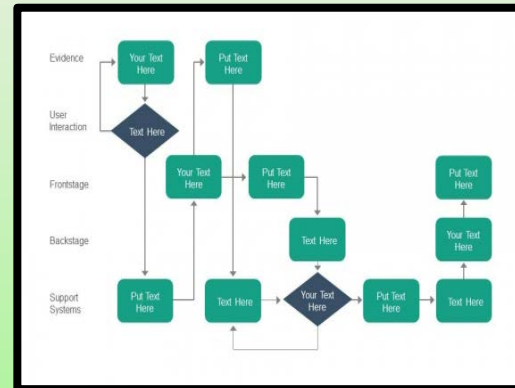 Evidence
Your Text
Here
Put Text
Here
User
Interaction
Text Here
Frontstage
Your Text
Here
Put Text
Here
Put Text
Here
Backstage
Text Here
Your Text
Here
Support
Systems
Put Text
Here
Text Here
Your Text
Here
Put Text
Here
Text Here